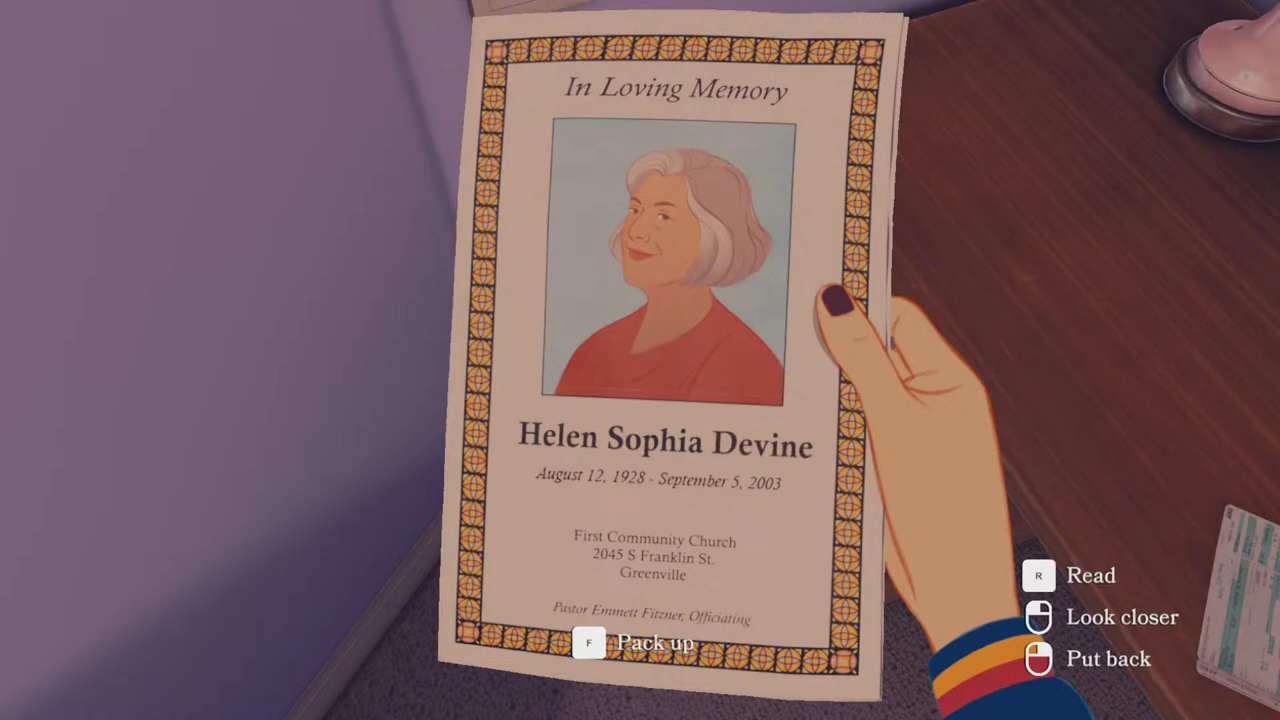 In Loving Memory
Helen Sophia Devine
August 12, 1928 - September 5, 2003
First Community Church
2045 S Franklin St.
Greenville
Pastor Emmett Fitzner, Officiating
F Pack up
R Read
Look closer
Put back